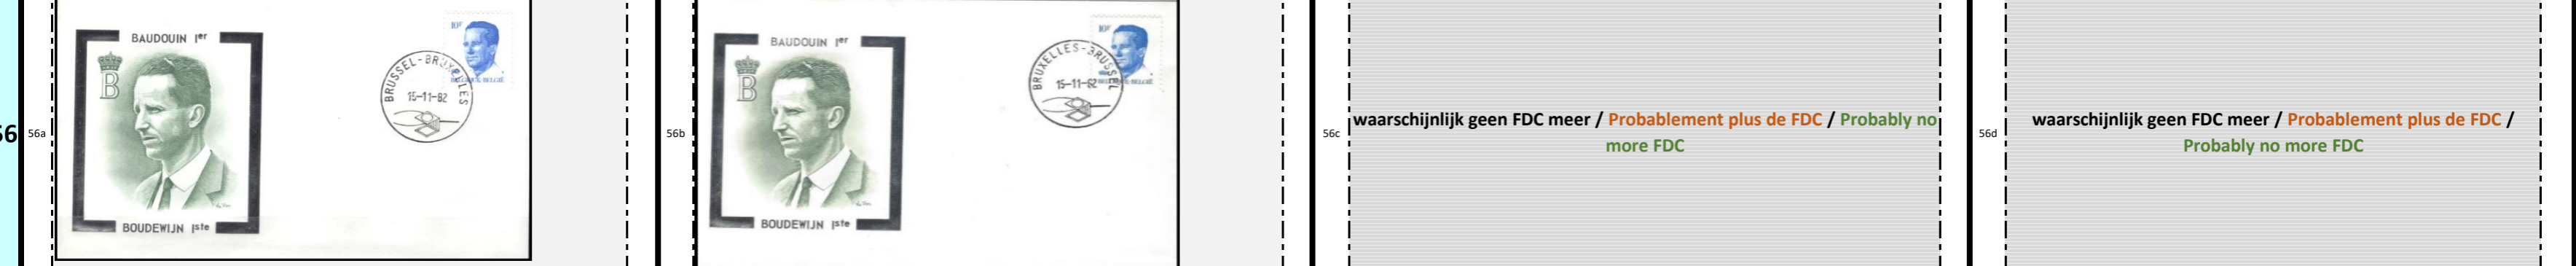 56
56a
BAUDOUIN Ier
B
BOUDEWIJN Iste
BRUSSEL-BRUXELLES
15-11-82
10F
BELGIQUE BELGIË
56b
BAUDOUIN Ier
B
BOUDEWIJN Iste
BRUXELLES-BRUSSEL
15-11-82
10F
56c
waarschijnlijk geen FDC meer / Probablement plus de FDC / Probably no
more FDC
56d
waarschijnlijk geen FDC meer / Probablement plus de FDC /
Probably no more FDC